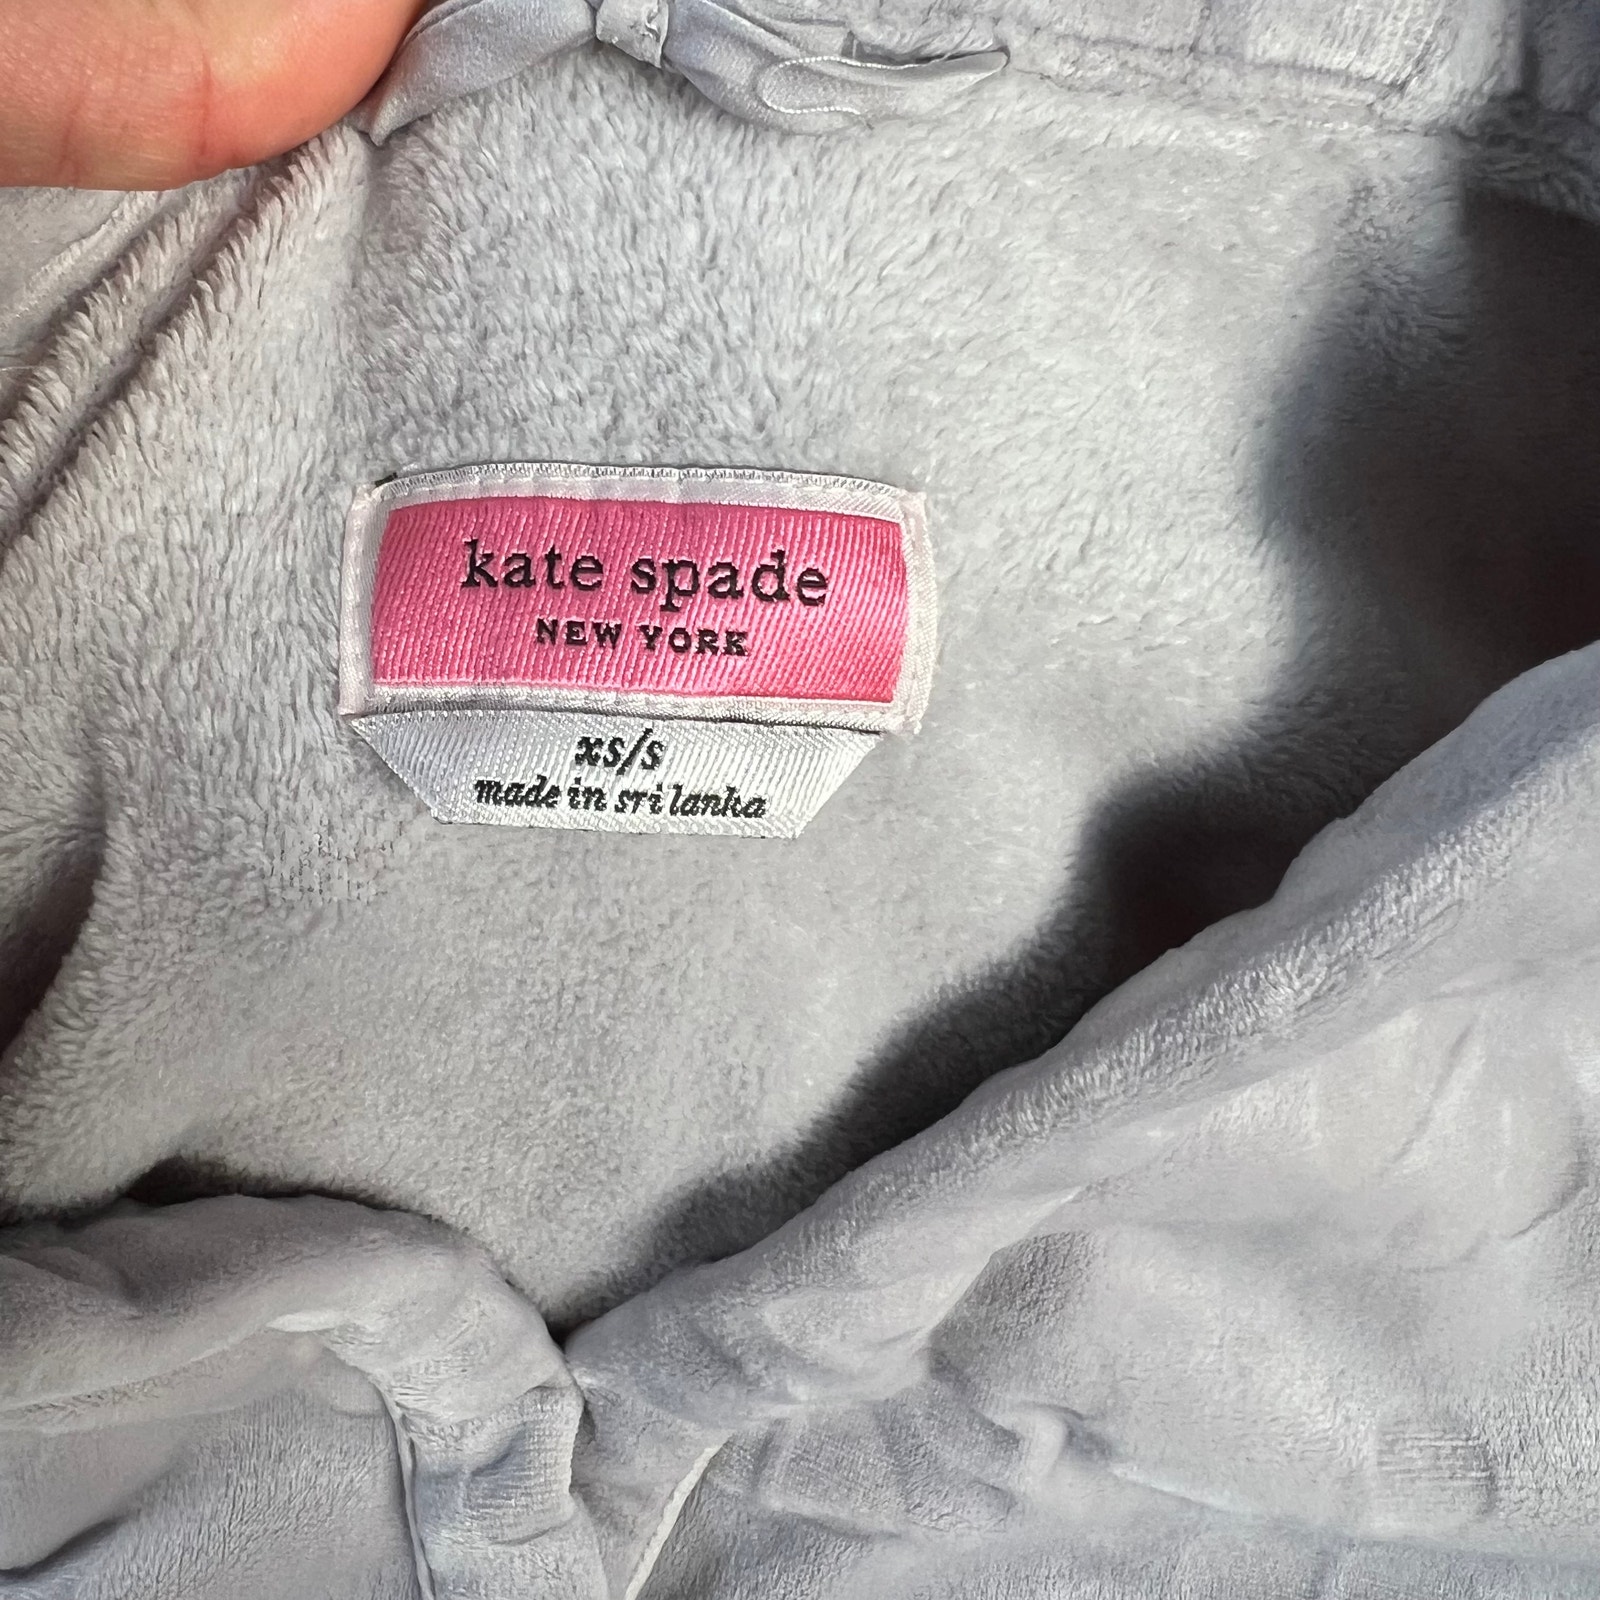 kate spade
NEW YORK
xs/s
made in sri lanka